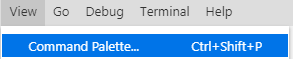 View Go Debug Terminal Help
Command Palette... Ctrl+Shift+P